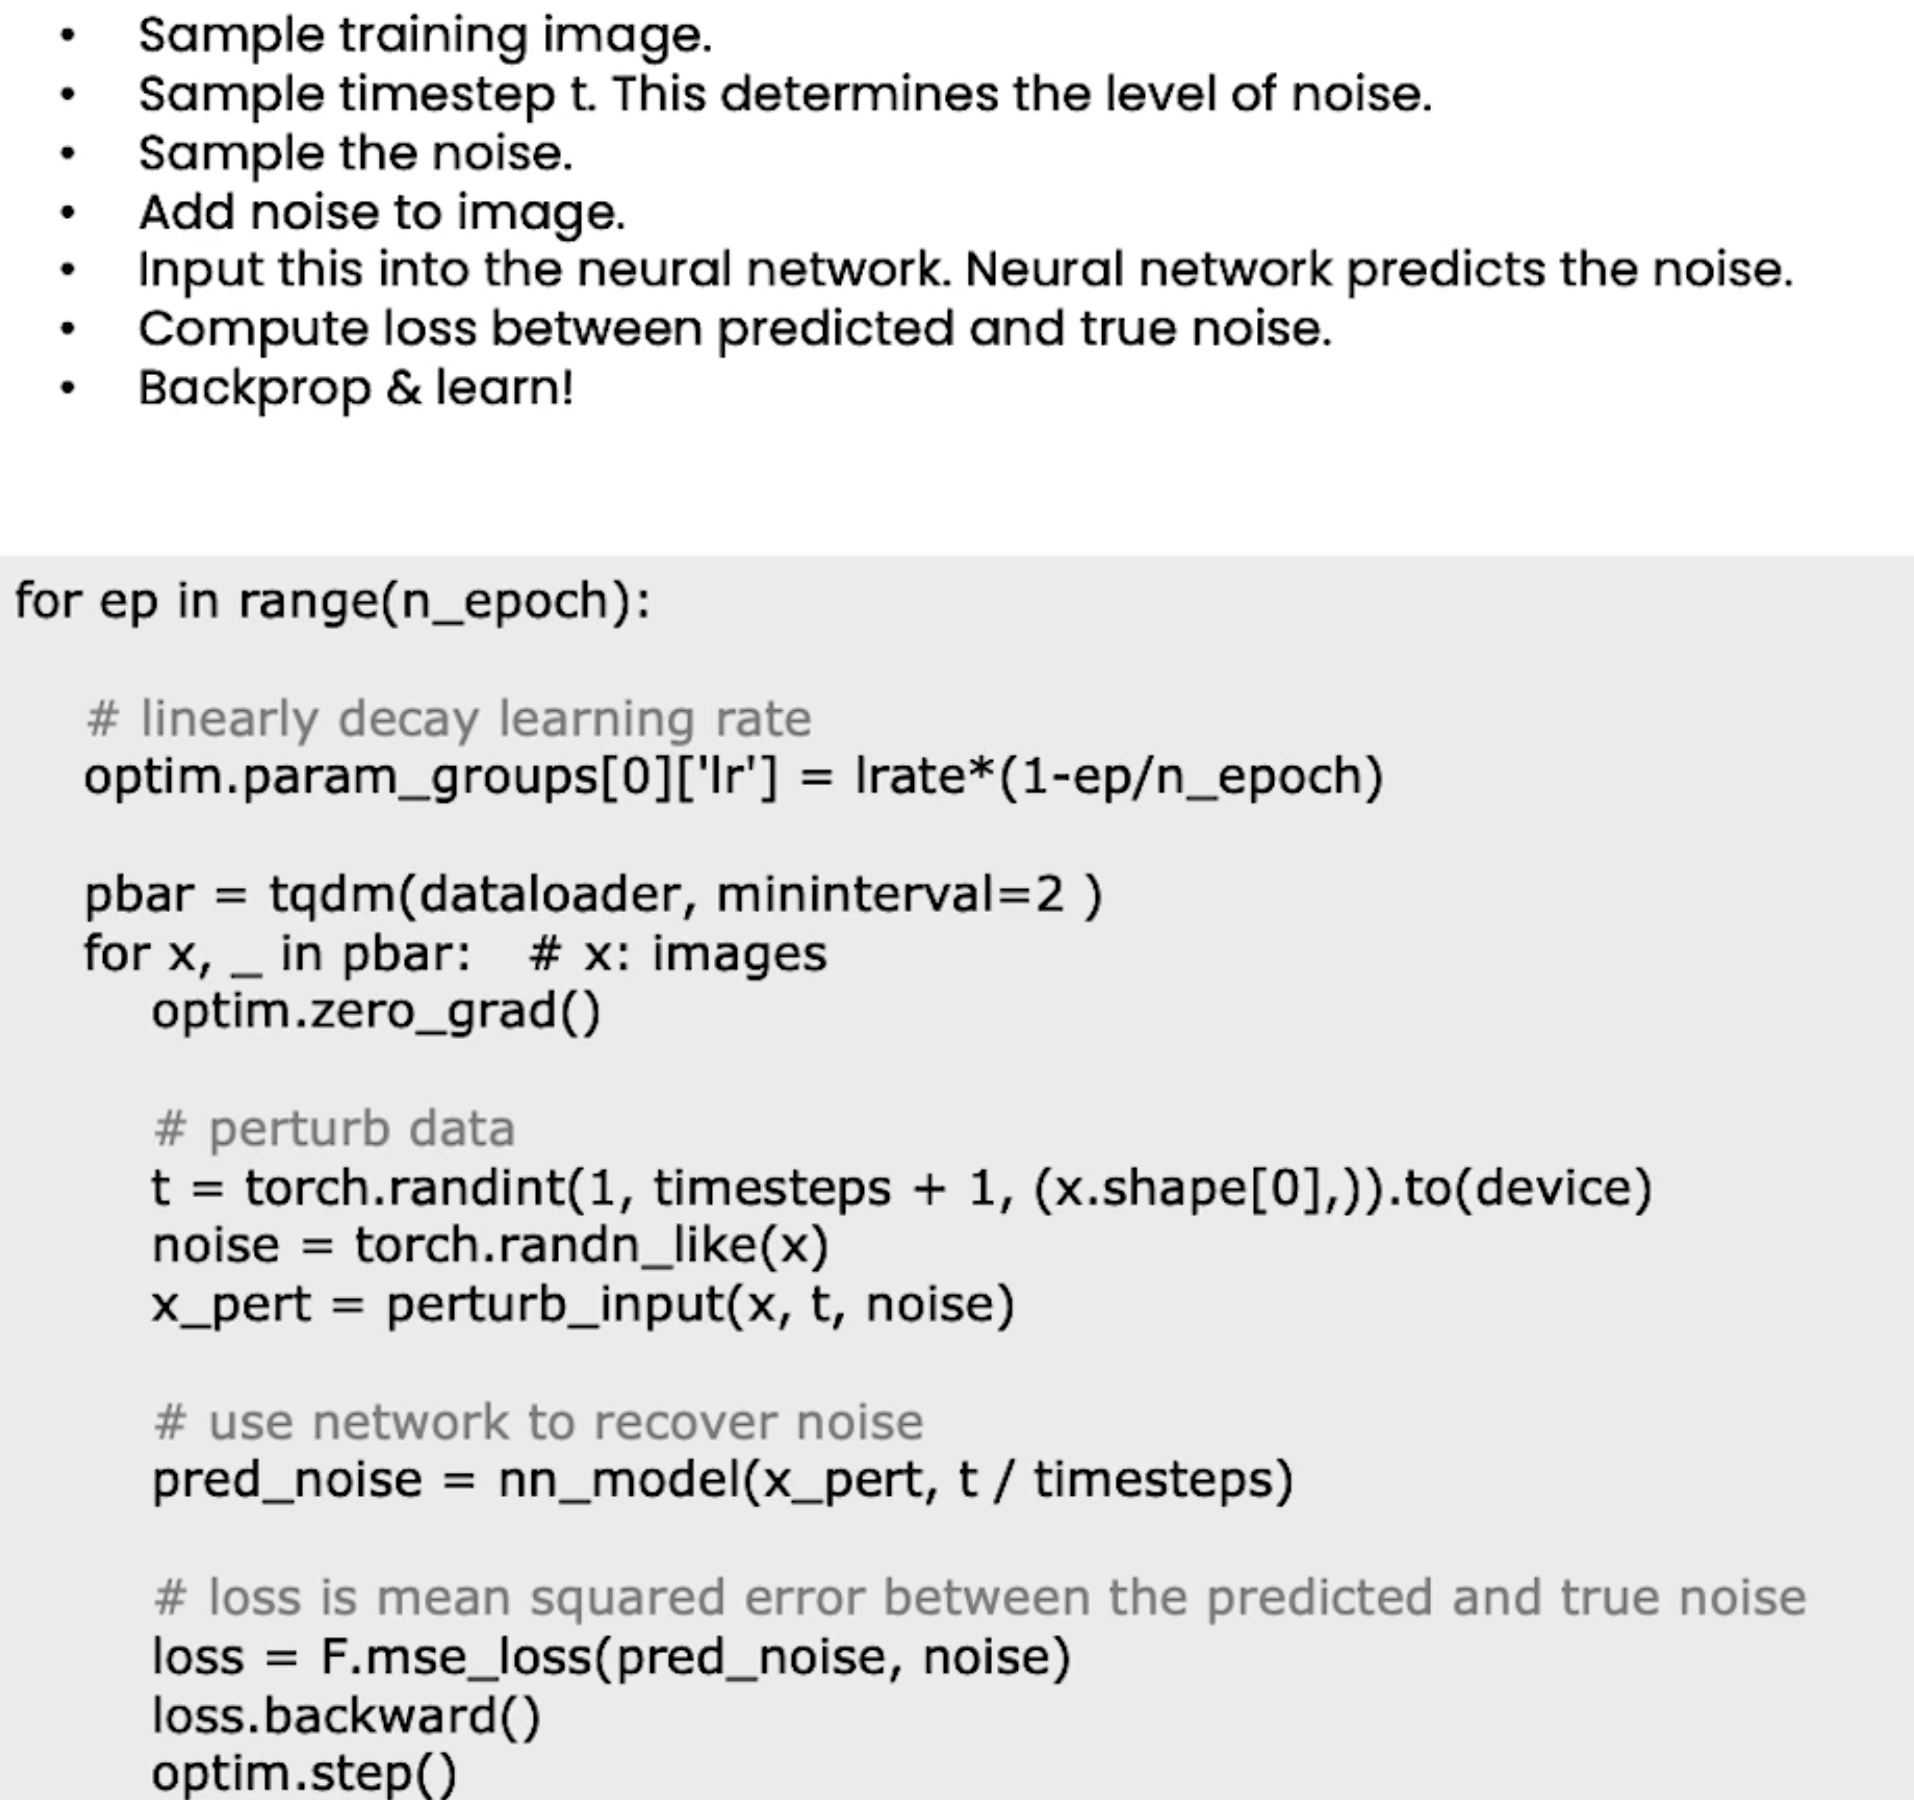 • Sample training image.
• Sample timestep t. This determines the level of noise.
• Sample the noise.
• Add noise to image.
• Input this into the neural network. Neural network predicts the noise.
• Compute loss between predicted and true noise.
• Backprop & learn!
for ep in range(n_epoch):
# linearly decay learning rate
optim.param_groups[0]['lr'] = lrate*(1-ep/n_epoch)
pbar = tqdm(dataloader, mininterval=2 )
for x, _ in pbar:   # x: images
optim.zero_grad()
# perturb data
t = torch.randint(1, timesteps + 1, (x.shape[0],)).to(device)
noise = torch.randn_like(x)
x_pert = perturb_input(x, t, noise)
# use network to recover noise
pred_noise = nn_model(x_pert, t / timesteps)
# loss is mean squared error between the predicted and true noise
loss = F.mse_loss(pred_noise, noise)
loss.backward()
optim.step()